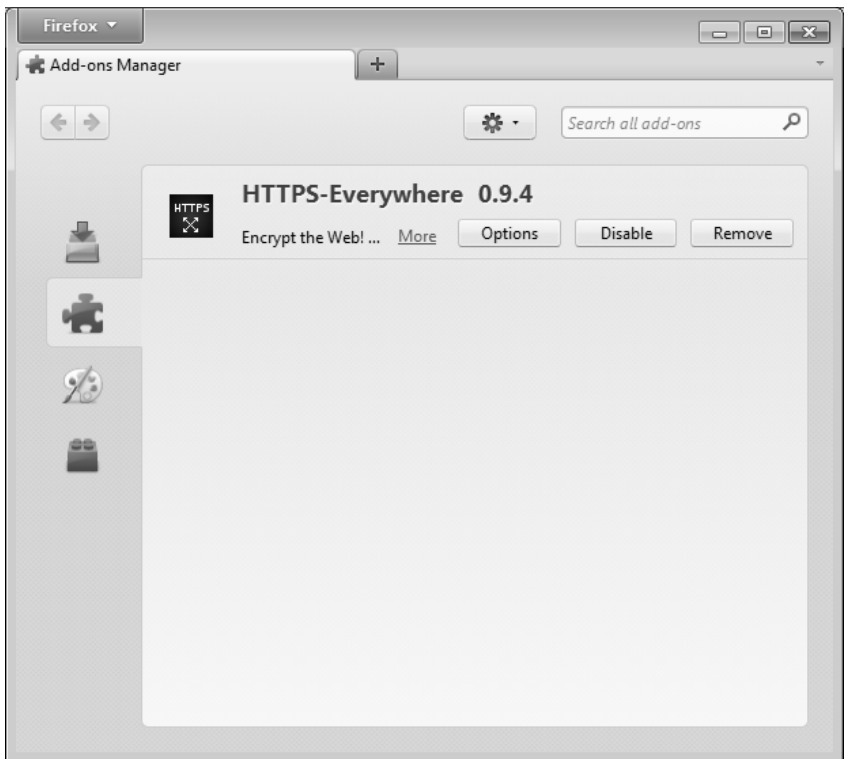 Firefox
Add-ons Manager
Search all add-ons
HTTPS-Everywhere 0.9.4
HTTPS
Encrypt the Web! ... More Options Disable Remove